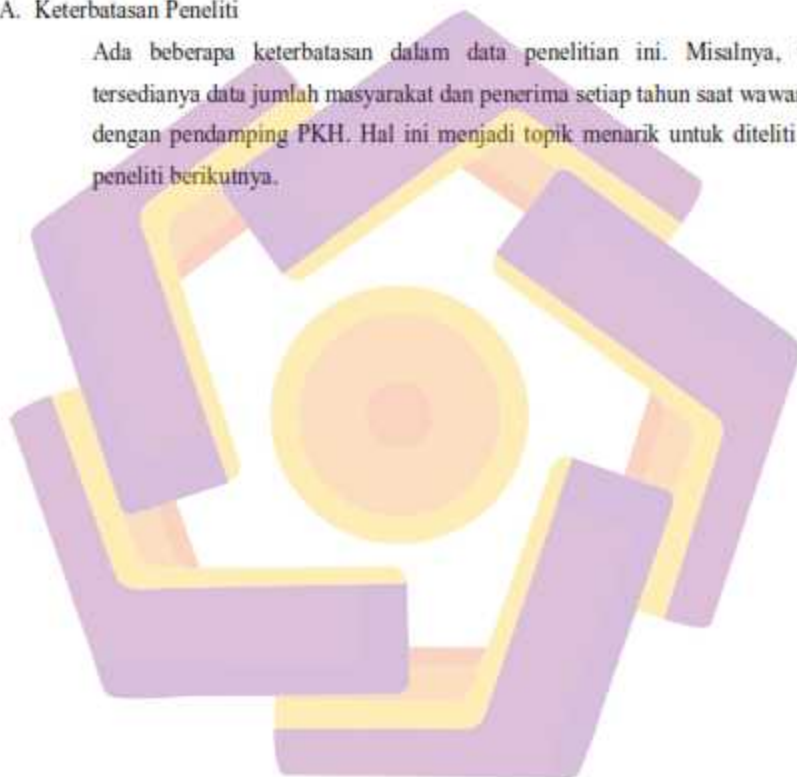 A. Keterbatasan Peneliti
Ada beberapa keterbatasan dalam data penelitian ini. Misalnya,
tersedianya data jumlah masyarakat dan penerima setiap tahun saat
dengan pendamping PKH. Hal ini menjadi topik menarik untuk diteliti
peneliti berikutnya.